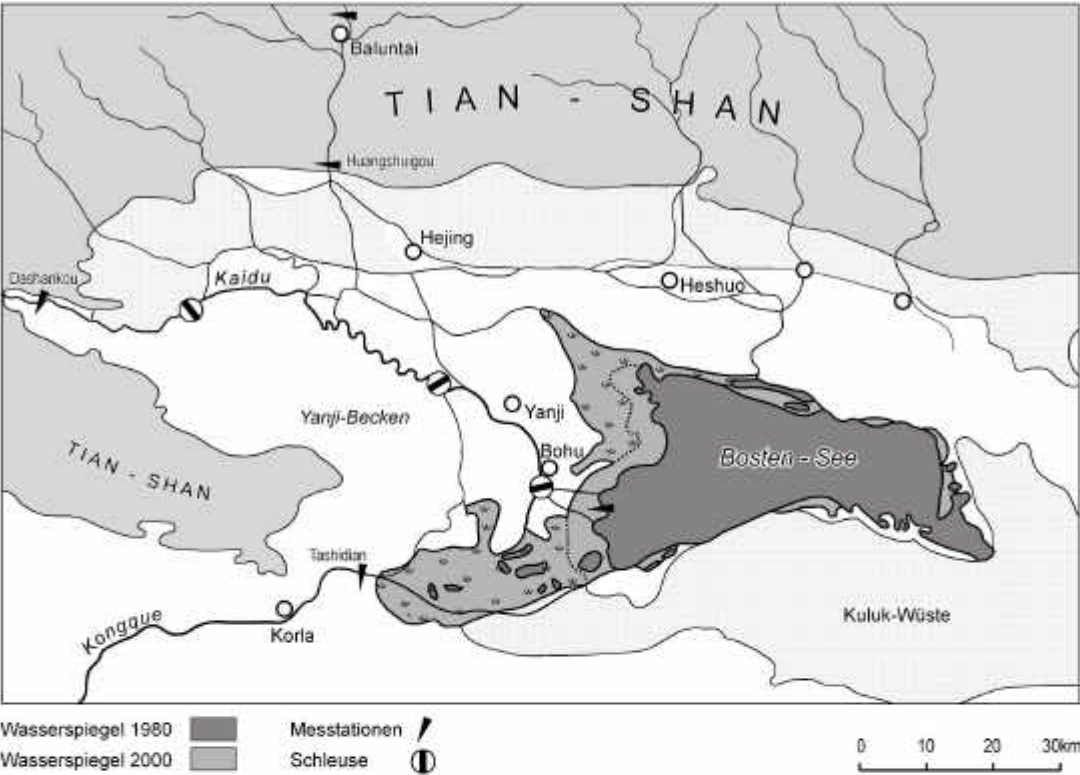 Baluntai
TIAN - SHAN
Huangshuigou
Hejing
Dashankou
Kaidu
Heshuo
Yanji-Becken
Yanji
Bohu
Bosten - See
TIAN - SHAN
Tashidian
Kongque
Korla
Kuluk-Wüste
Wasserspiegel 1980
Messtationen
Wasserspiegel 2000
Schleuse
0 10 20 30km